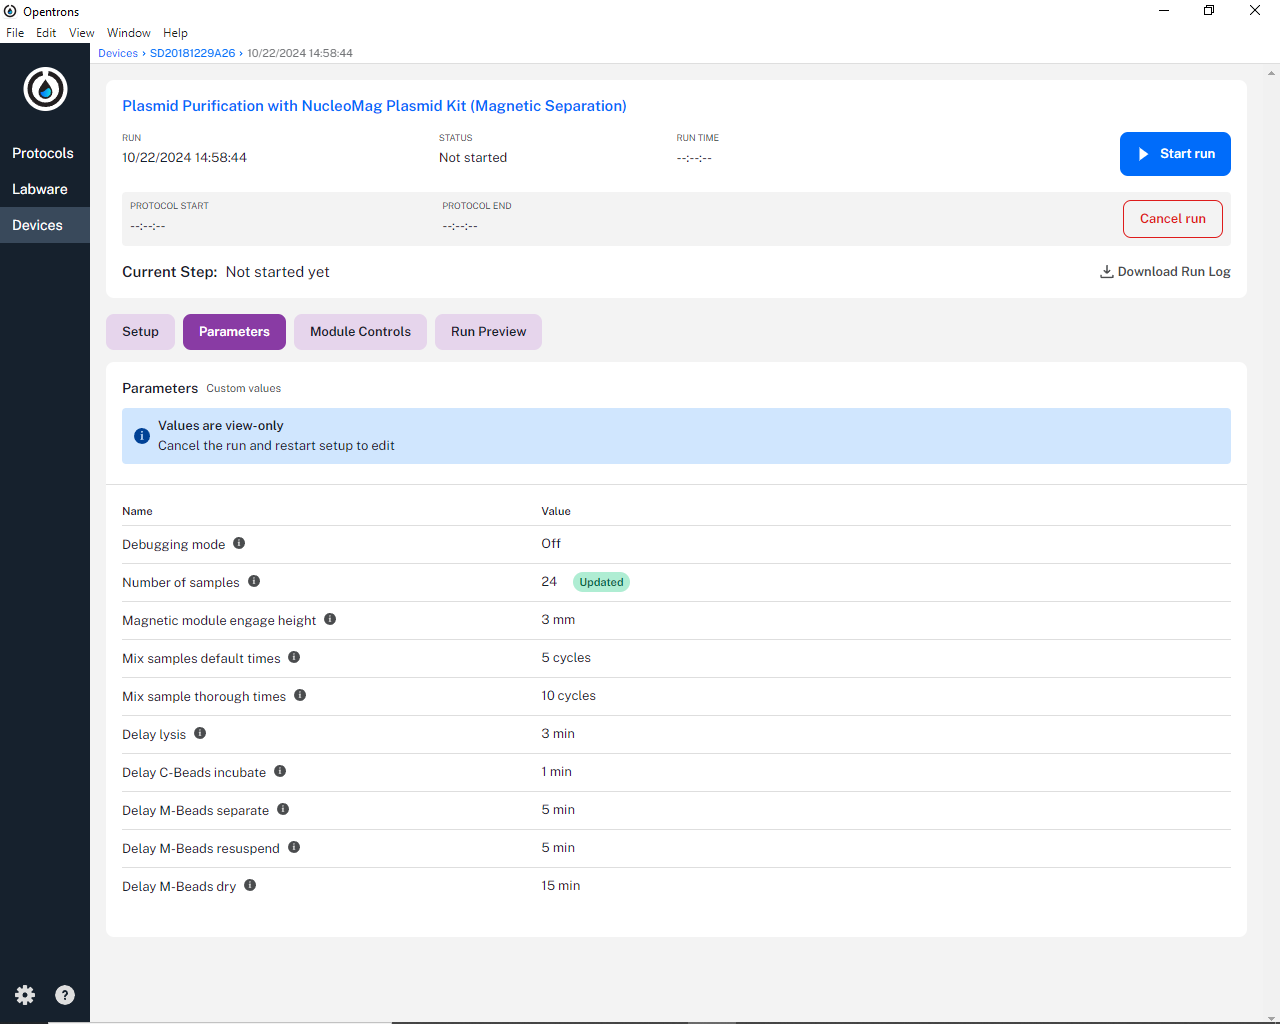 Opentrons
File Edit View Window Help
Devices › SD20181229A26 › 10/22/2024 14:58:44
Protocols
Labware
Devices
Plasmid Purification with NucleoMag Plasmid Kit (Magnetic Separation)
RUN STATUS RUN TIME
10/22/2024 14:58:44 Not started --:--:--
Start run
PROTOCOL START PROTOCOL END
--:--:-- --:--:--
Cancel run
Current Step: Not started yet
Download Run Log
Setup Parameters Module Controls Run Preview
Parameters Custom values
Values are view-only
Cancel the run and restart setup to edit
Name Value
Debugging mode Off
Number of samples 24 Updated
Magnetic module engage height 3 mm
Mix samples default times 5 cycles
Mix sample thorough times 10 cycles
Delay lysis 3 min
Delay C-Beads incubate 1 min
Delay M-Beads separate 5 min
Delay M-Beads resuspend 5 min
Delay M-Beads dry 15 min